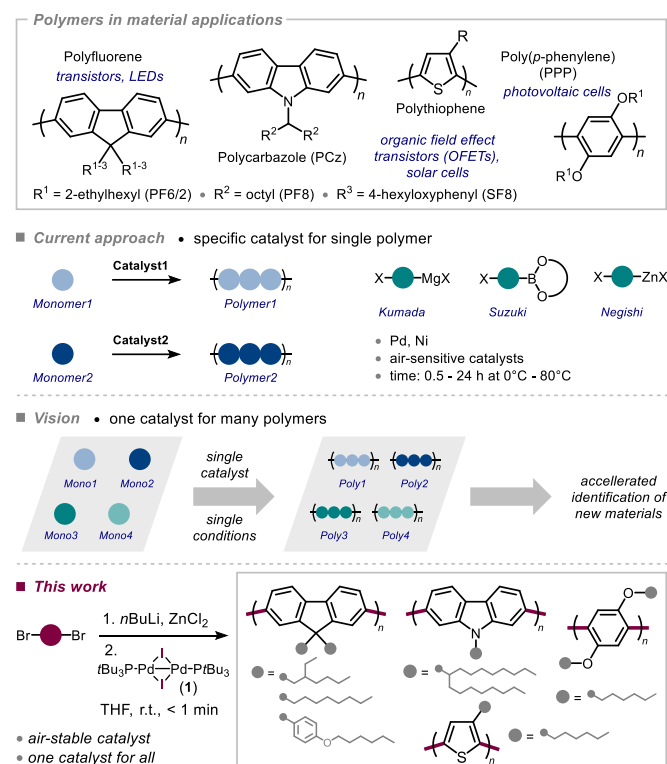 Polymers in material applications
Polyfluorene
transistors, LEDs
n
R1-3 R1-3
N
R2 R2
n
Polycarbazole (PCz)
R
S
n
Polythiophene
organic field effect
transistors (OFETs),
solar cells
Poly(p-phenylene)
(PPP)
photovoltaic cells
OR1
n
R1O
R1 = 2-ethylhexyl (PF6/2) • R2 = octyl (PF8) • R3 = 4-hexyloxyphenyl (SF8)
■ Current approach • specific catalyst for single polymer
Monomer1
Catalyst1
n
Polymer1
Monomer2
Catalyst2
n
Polymer2
X MgX
Kumada
X B O O
Suzuki
X ZnX
Negishi
• Pd, Ni
• air-sensitive catalysts
• time: 0.5 - 24 h at 0°C - 80°C
■ Vision • one catalyst for many polymers
Mono1 Mono2
Mono3 Mono4
single
catalyst
single
conditions
n n
Poly1 Poly2
n n
Poly3 Poly4
accellerated
identification of
new materials
■ This work
Br Br
1. nBuLi, ZnCl2
2.
I
tBu3P-Pd Pd-PtBu3
I
(1)
THF, r.t., < 1 min
• air-stable catalyst
• one catalyst for all
n
=
O
N
n
=
S
n
=
O
n
O
=